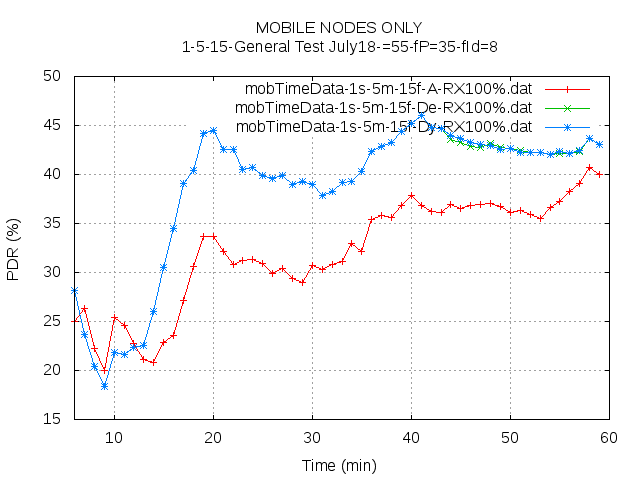 MOBILE NODES ONLY
1-5-15-General Test July18-=55-fP=35-fId=8
mobTimeData-1s-5m-15f-A-RX100%.dat
mobTimeData-1s-5m-15f-De-RX100%.dat
mobTimeData-1s-5m-15f-Dy-RX100%.dat
50
45
40
35
30
25
20
15
PDR (%)
10 20 30 40 50 60
Time (min)